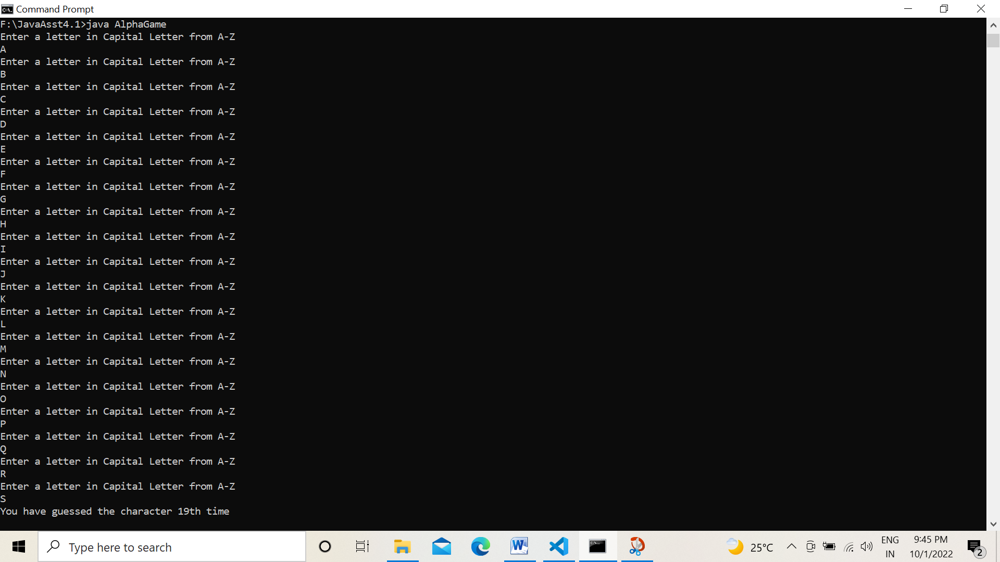 Command Prompt
F:\JavaAsst4.1>java AlphaGame
Enter a letter in Capital Letter from A-Z
A
Enter a letter in Capital Letter from A-Z
B
Enter a letter in Capital Letter from A-Z
C
Enter a letter in Capital Letter from A-Z
D
Enter a letter in Capital Letter from A-Z
E
Enter a letter in Capital Letter from A-Z
F
Enter a letter in Capital Letter from A-Z
G
Enter a letter in Capital Letter from A-Z
H
Enter a letter in Capital Letter from A-Z
I
Enter a letter in Capital Letter from A-Z
J
Enter a letter in Capital Letter from A-Z
K
Enter a letter in Capital Letter from A-Z
L
Enter a letter in Capital Letter from A-Z
M
Enter a letter in Capital Letter from A-Z
N
Enter a letter in Capital Letter from A-Z
O
Enter a letter in Capital Letter from A-Z
P
Enter a letter in Capital Letter from A-Z
Q
Enter a letter in Capital Letter from A-Z
R
Enter a letter in Capital Letter from A-Z
S
You have guessed the character 19th time
Type here to search
25°C
ENG
IN
9:45 PM
10/1/2022
2